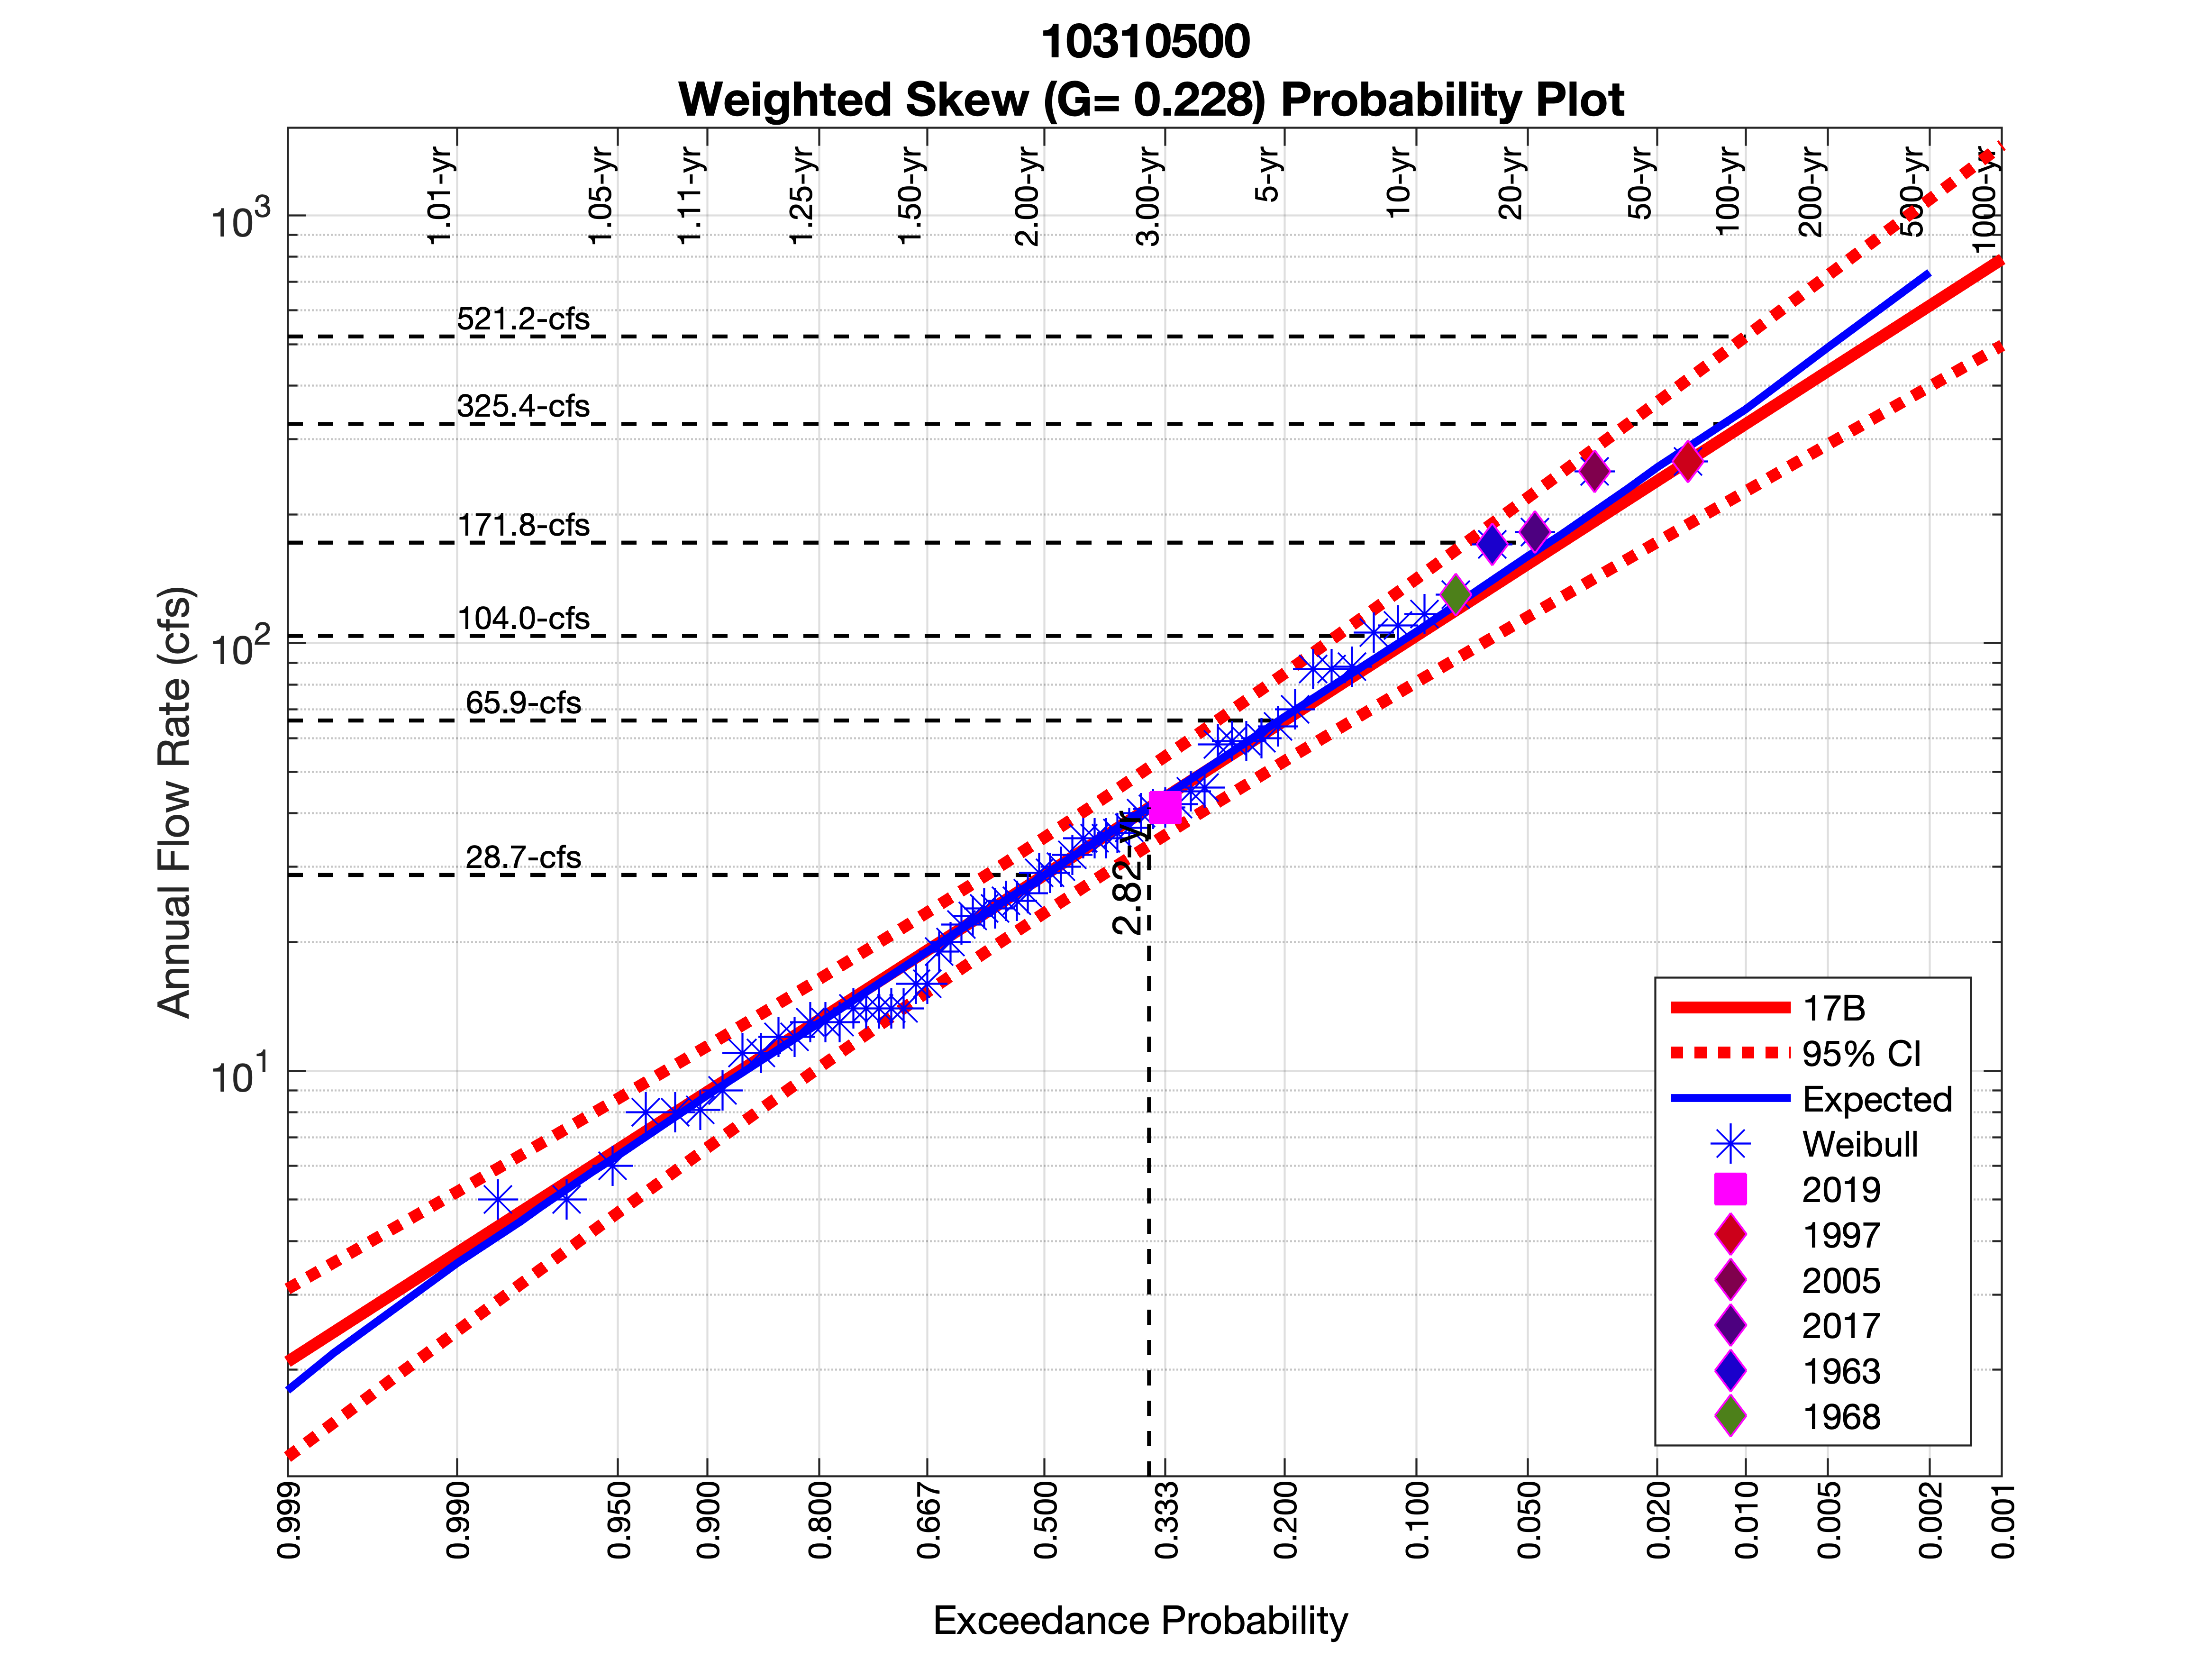 10310500
Weighted Skew (G= 0.228) Probability Plot
1.01-yr
1.05-yr
1.11-yr
1.25-yr
1.50-yr
2.00-yr
3.00-yr
5-yr
10-yr
20-yr
50-yr
100-yr
200-yr
500-yr
1000-yr
10³
10²
10¹
Annual Flow Rate (cfs)
521.2-cfs
325.4-cfs
171.8-cfs
104.0-cfs
65.9-cfs
28.7-cfs
2.82-yr
17B
95% CI
Expected
Weibull
2019
1997
2005
2017
1963
1968
0.999
0.990
0.950
0.900
0.800
0.667
0.500
0.333
0.200
0.100
0.050
0.020
0.010
0.005
0.002
0.001
Exceedance Probability